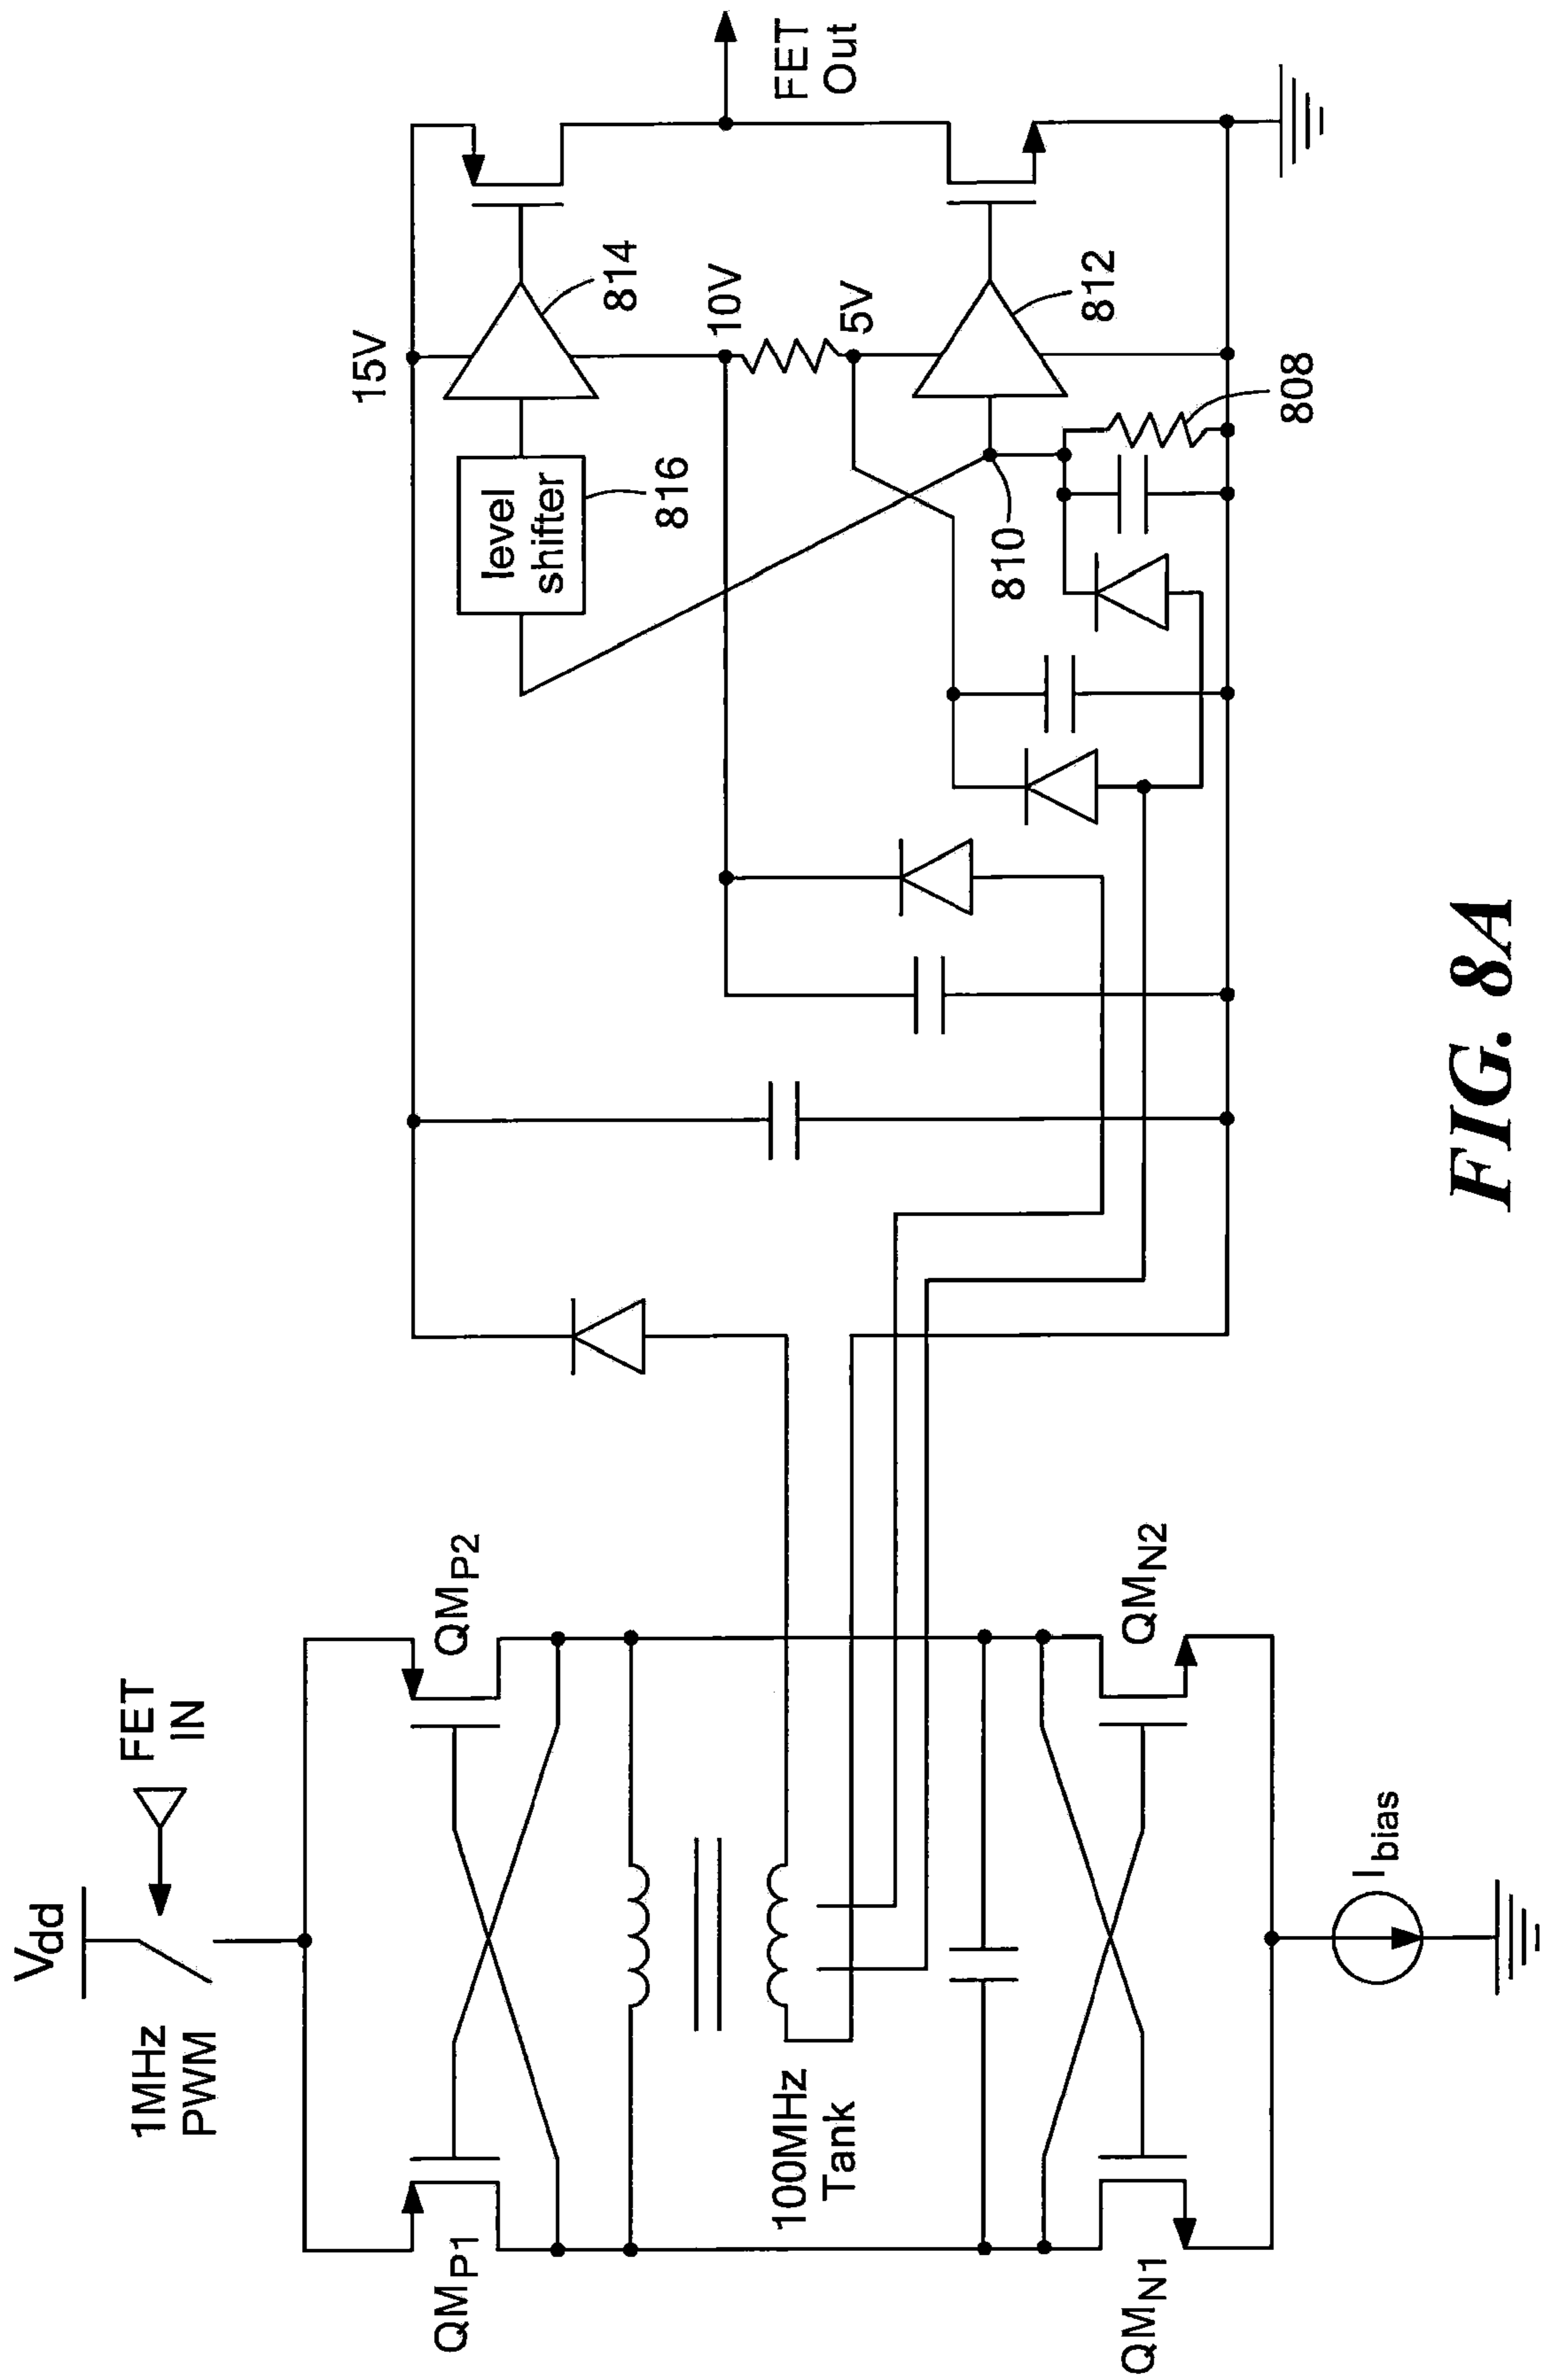 Vdd
1MHz
PWM
FET
IN
QMP1
QMP2
100MHz
Tank
QMN1
QMN2
Ibias
15V
level
shifter
816
814
10V
5V
810
812
808
FET
Out
FIG. 8A